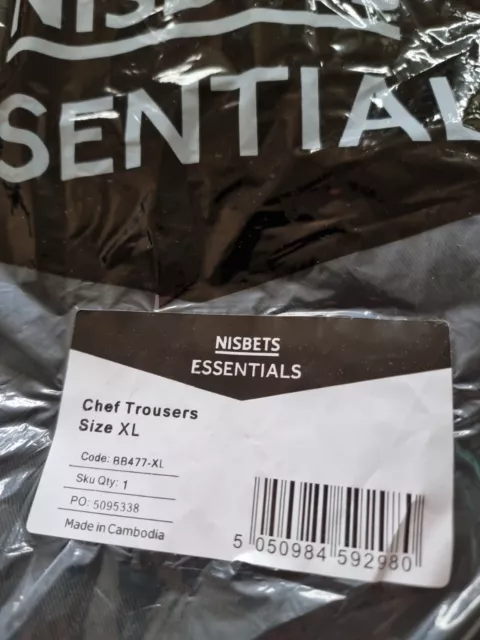 NISBETS
SENTIAL
NISBETS
ESSENTIALS
Chef Trousers
Size XL
Code: BB477-XL
Sku Qty: 1
PO: 5095338
Made in Cambodia
5 050984 592980